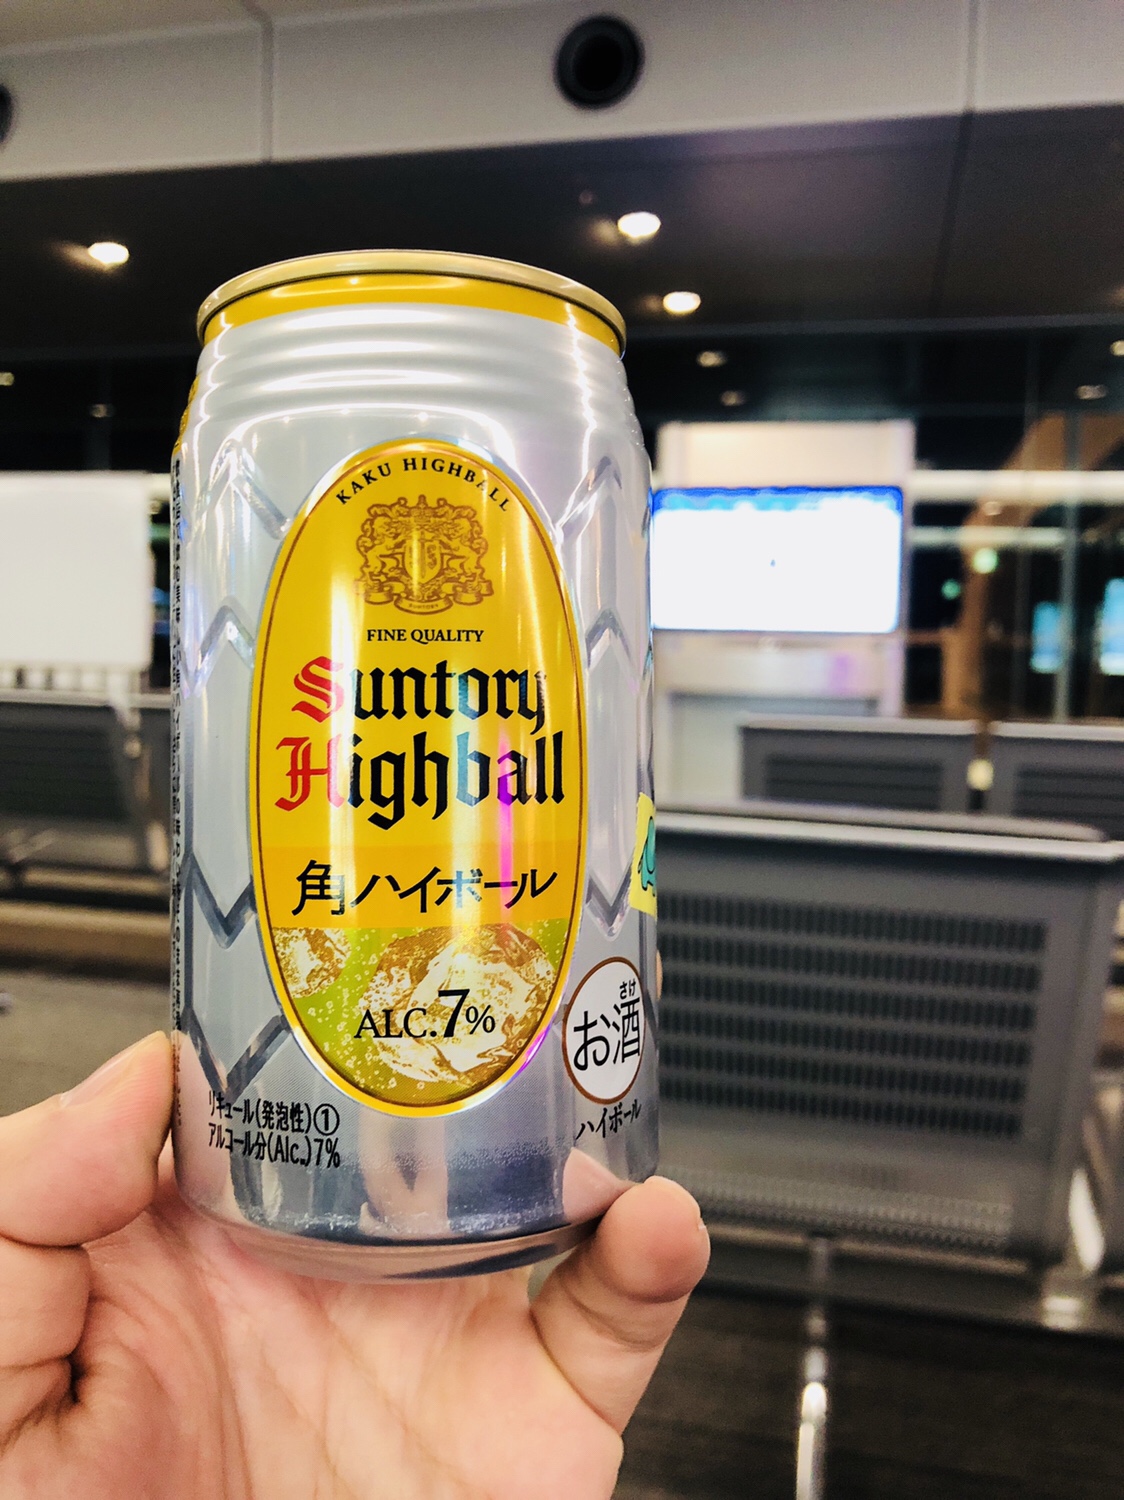 KAKU HIGHBALL
SUNTORY
FINE QUALITY
Suntory
Highball
角ハイボール
ALC.7%
さけ
お酒
ハイボール
リキュール(発泡性)①
アルコール分(Alc.)7%